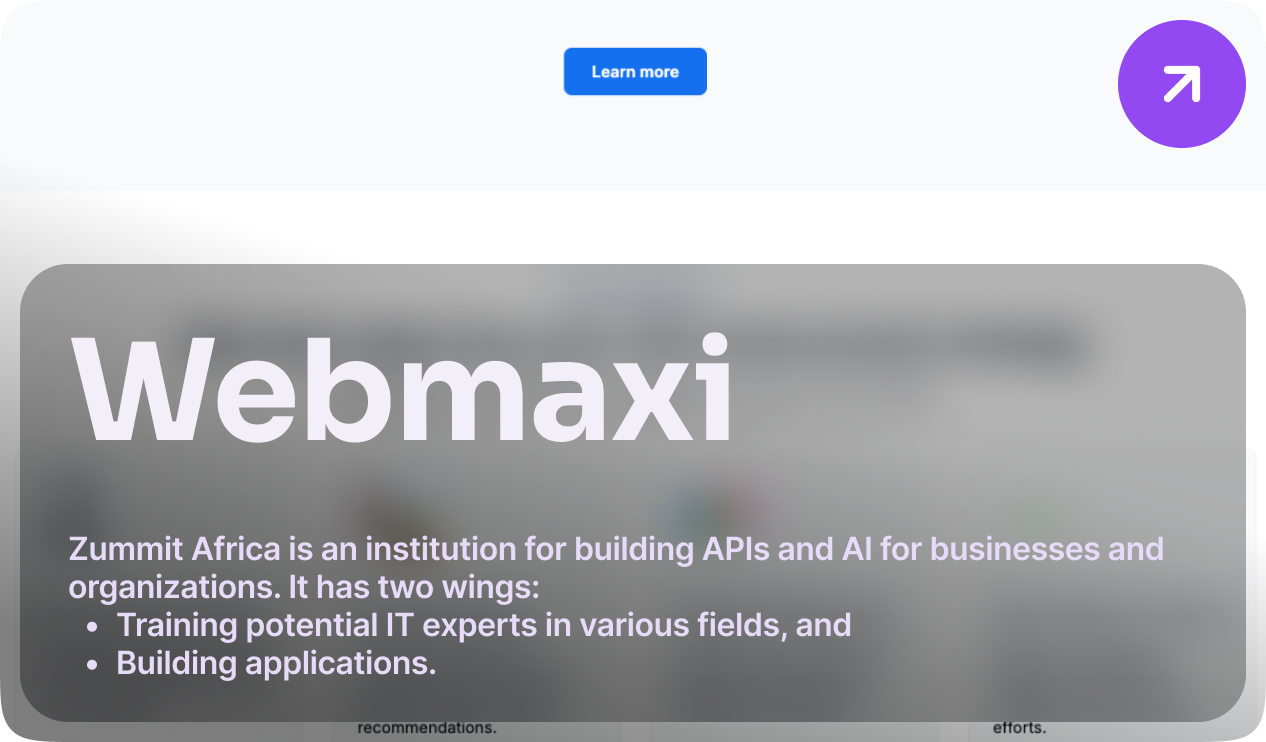 Learn more
Webmaxi
Zummit Africa is an institution for building APIs and AI for businesses and
organizations. It has two wings:
• Training potential IT experts in various fields, and
• Building applications.
recommendations.
efforts.